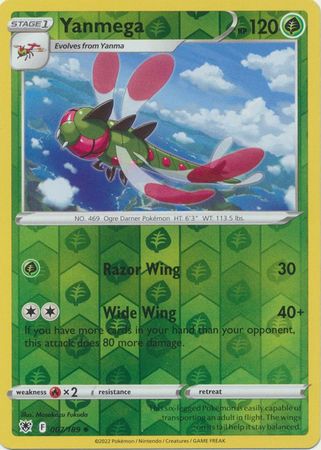 STAGE 1
Yanmega
HP 120
Evolves from Yanma
NO. 469 Ogre Darner Pokémon HT: 6'3" WT: 113.5 lbs.
Razor Wing 30
Wide Wing 40+
If you have more cards in your hand than your opponent,
this attack does 80 more damage.
weakness ×2 resistance retreat
Illus. Masakazu Fukuda
This six-legged Pokémon is easily capable of
transporting an adult in flight. The wings
on its tail help it stay balanced.
F 007/189
©2022 Pokémon / Nintendo / Creatures / GAME FREAK